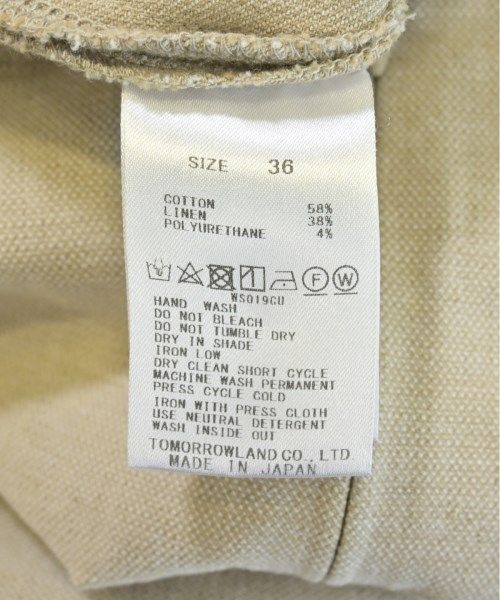 SIZE 36
COTTON 58%
LINEN 38%
POLYURETHANE 4%
F W
WS019CU
HAND WASH
DO NOT BLEACH
DO NOT TUMBLE DRY
DRY IN SHADE
IRON LOW
DRY CLEAN SHORT CYCLE
MACHINE WASH PERMANENT
PRESS CYCLE COLD
IRON WITH PRESS CLOTH
USE NEUTRAL DETERGENT
WASH INSIDE OUT
TOMORROWLAND CO., LTD.
MADE IN JAPAN